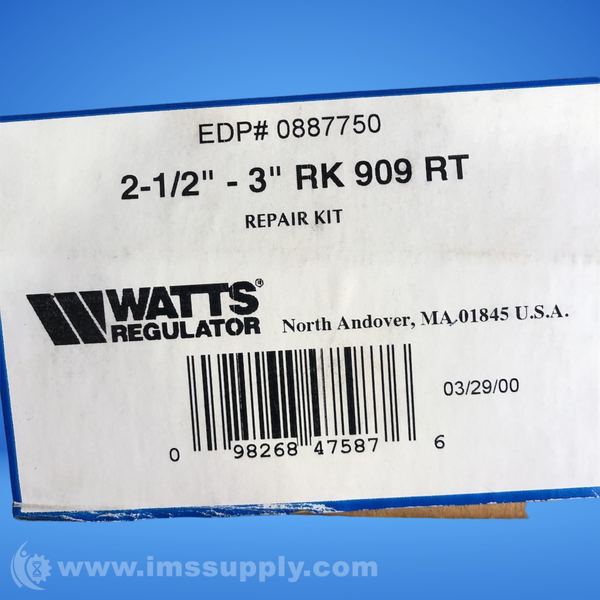 EDP# 0887750
2-1/2" - 3" RK 909 RT
REPAIR KIT
WATTS®
REGULATOR
North Andover, MA 01845 U.S.A.
03/29/00
0 98268 47587 6
www.imssupply.com